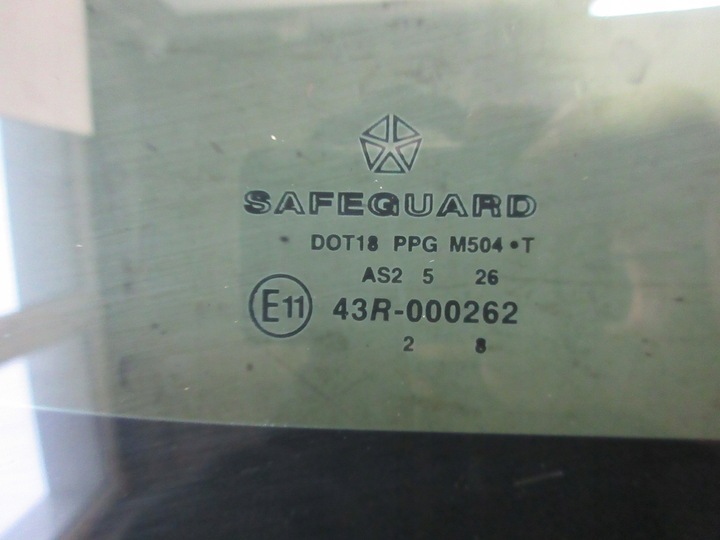 SAFEGUARD
DOT18 PPG M504•T
AS2 5 26
E11 43R-000262
2 8